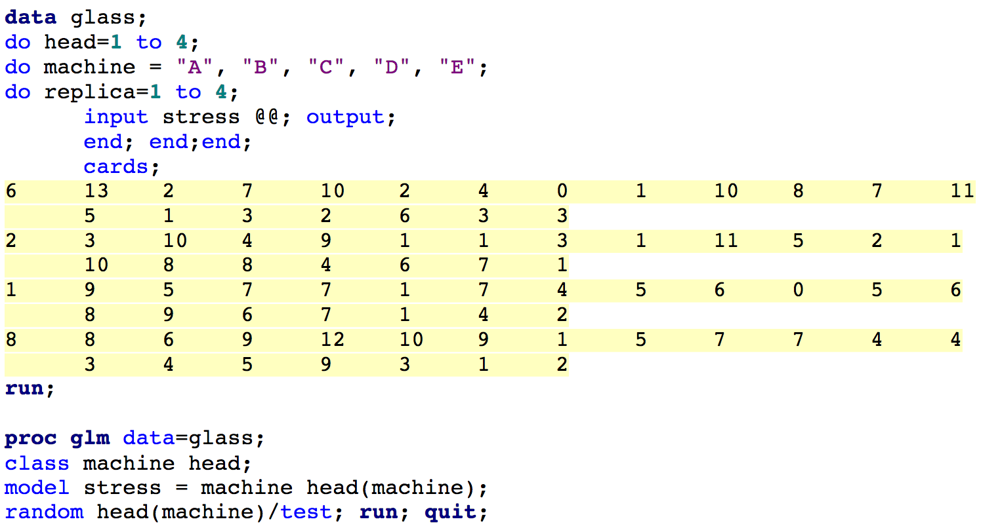 data glass;
do head=1 to 4;
do machine = "A", "B", "C", "D", "E";
do replica=1 to 4;
input stress @@; output;
end; end;end;
cards;
6 13 2 7 10 2 4 0 1 10 8 7 11
5 1 3 2 6 3 3
2 3 10 4 9 1 1 3 1 11 5 2 1
10 8 8 4 6 7 1
1 9 5 7 7 1 7 4 5 6 0 5 6
8 9 6 7 1 4 2
8 8 6 9 12 10 9 1 5 7 7 4 4
3 4 5 9 3 1 2
run;
proc glm data=glass;
class machine head;
model stress = machine head(machine);
random head(machine)/test; run; quit;